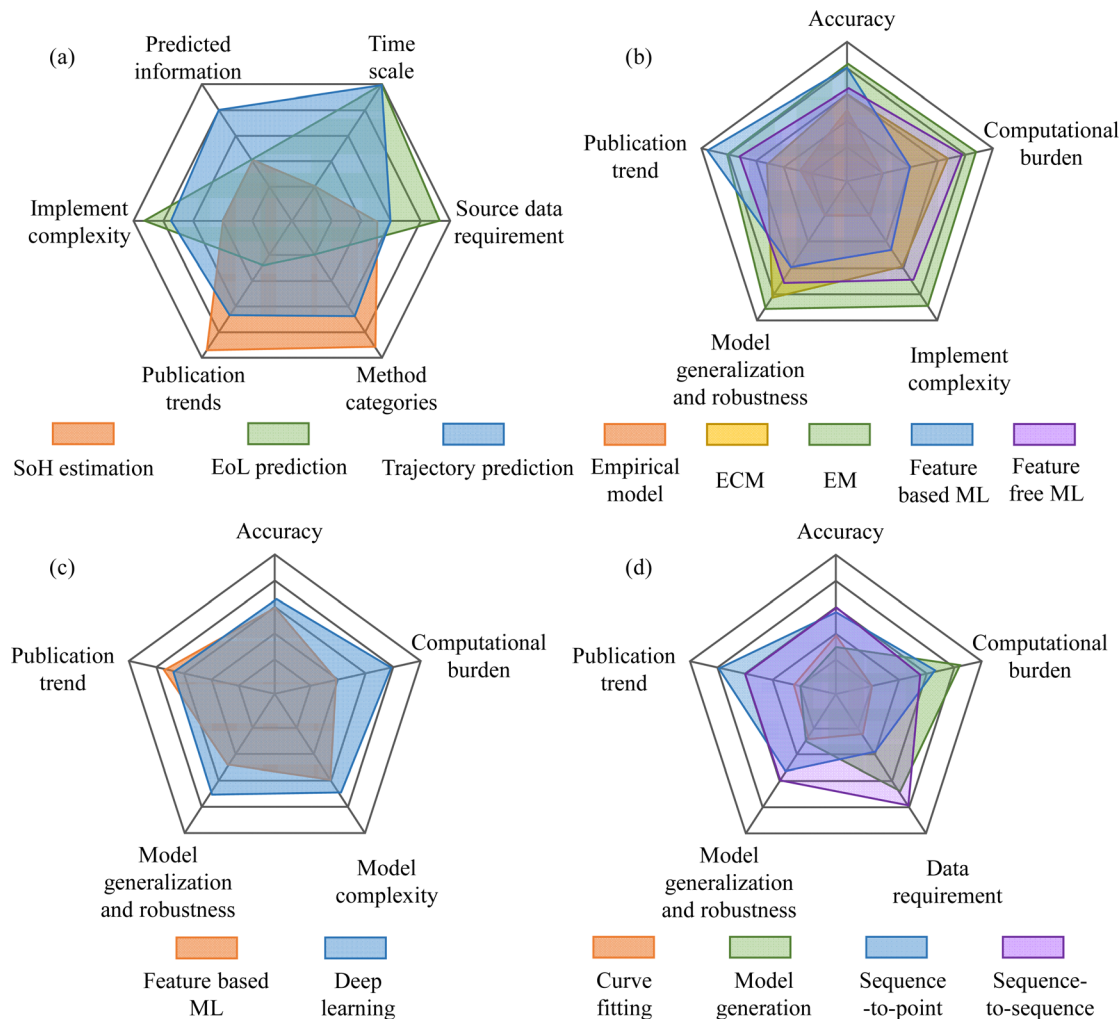 (a)
Predicted
information
Time
scale
Implement
complexity
Source data
requirement
Publication
trends
Method
categories
SoH estimation
EoL prediction
Trajectory prediction
(b)
Accuracy
Publication
trend
Computational
burden
Model
generalization
and robustness
Implement
complexity
Empirical
model
ECM
EM
Feature
based ML
Feature
free ML
(c)
Accuracy
Publication
trend
Computational
burden
Model
generalization
and robustness
Model
complexity
Feature based
ML
Deep
learning
(d)
Accuracy
Publication
trend
Computational
burden
Model
generalization
and robustness
Data
requirement
Curve
fitting
Model
generation
Sequence
-to-point
Sequence-
to-sequence